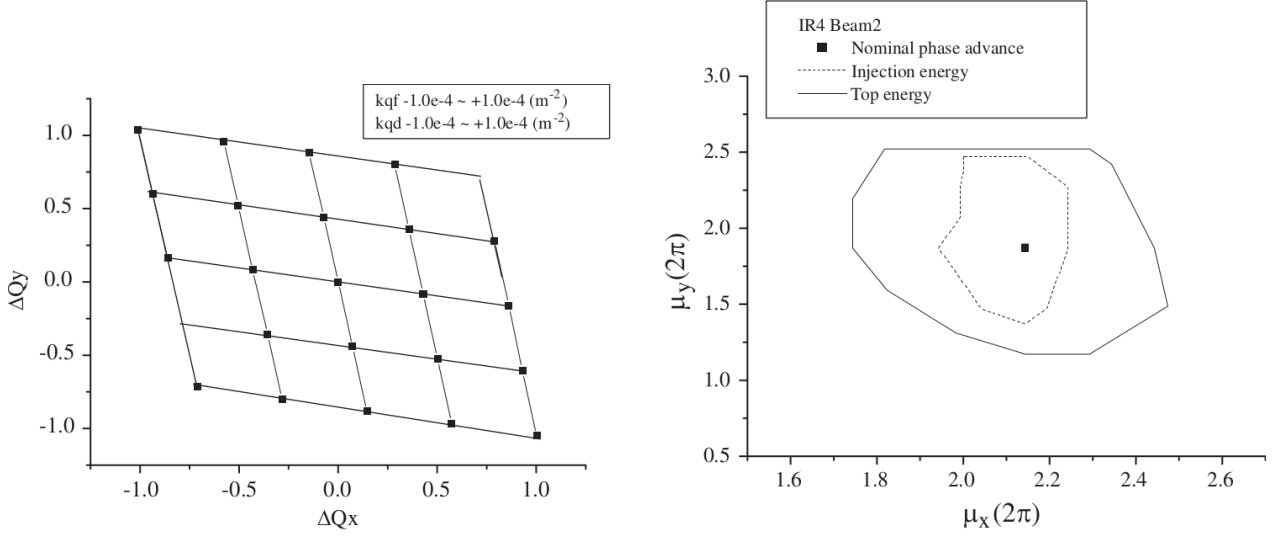 kqf -1.0e-4 ~ +1.0e-4 (m⁻²)
kqd -1.0e-4 ~ +1.0e-4 (m⁻²)
1.0
0.5
0.0
-0.5
-1.0
ΔQy
-1.0
-0.5
0.0
0.5
1.0
ΔQx
IR4 Beam2
Nominal phase advance
Injection energy
Top energy
3.0
2.5
2.0
1.5
1.0
0.5
μy(2π)
1.6
1.8
2.0
2.2
2.4
2.6
μx(2π)